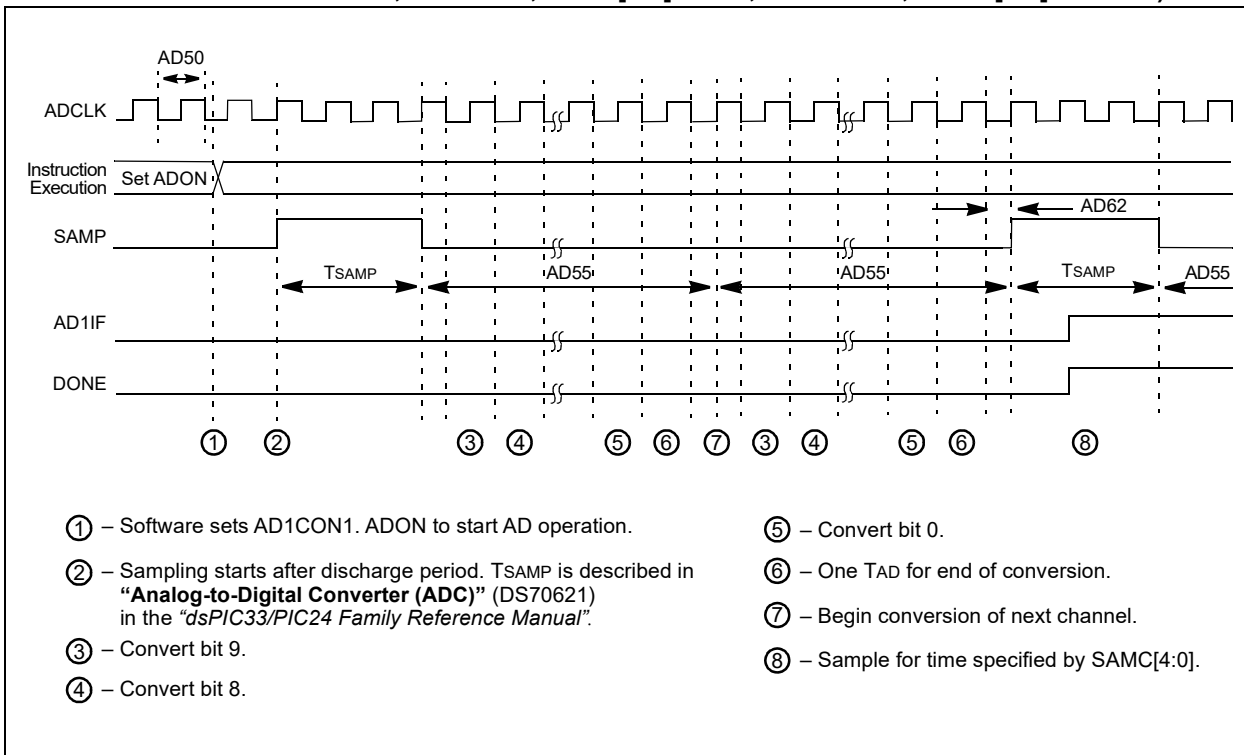 AD50
ADCLK
Instruction
Execution
Set ADON
SAMP
AD62
TSAMP
AD55
AD55
TSAMP
AD55
AD1IF
DONE
1 2 3 4 5 6 7 3 4 5 6 8
1 – Software sets AD1CON1. ADON to start AD operation.
2 – Sampling starts after discharge period. TSAMP is described in
“Analog-to-Digital Converter (ADC)” (DS70621)
in the “dsPIC33/PIC24 Family Reference Manual”.
3 – Convert bit 9.
4 – Convert bit 8.
5 – Convert bit 0.
6 – One TAD for end of conversion.
7 – Begin conversion of next channel.
8 – Sample for time specified by SAMC[4:0].